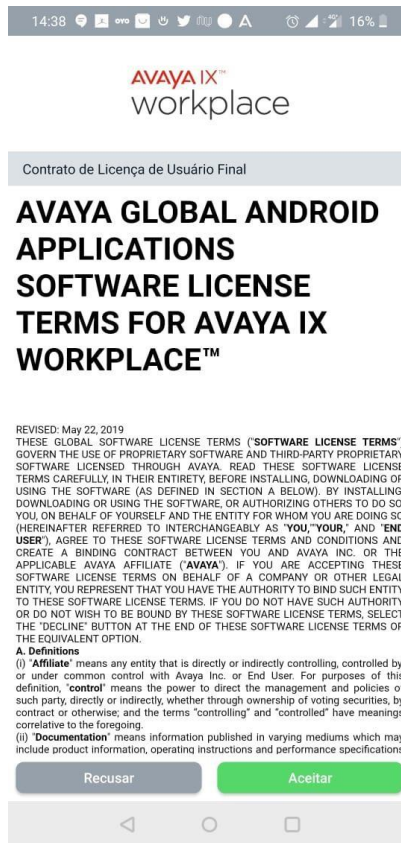 14:38 OYO A 4G 16%
AVAYA IX™
workplace
Contrato de Licença de Usuário Final
AVAYA GLOBAL ANDROID
APPLICATIONS
SOFTWARE LICENSE
TERMS FOR AVAYA IX
WORKPLACE™
REVISED: May 22, 2019
THESE GLOBAL SOFTWARE LICENSE TERMS ("SOFTWARE LICENSE TERMS"
GOVERN THE USE OF PROPRIETARY SOFTWARE AND THIRD-PARTY PROPRIETARY
SOFTWARE LICENSED THROUGH AVAYA. READ THESE SOFTWARE LICENSE
TERMS CAREFULLY, IN THEIR ENTIRETY, BEFORE INSTALLING, DOWNLOADING OR
USING THE SOFTWARE (AS DEFINED IN SECTION A BELOW). BY INSTALLING,
DOWNLOADING OR USING THE SOFTWARE, OR AUTHORIZING OTHERS TO DO SO
YOU, ON BEHALF OF YOURSELF AND THE ENTITY FOR WHOM YOU ARE DOING SO
(HEREINAFTER REFERRED TO INTERCHANGEABLY AS "YOU,""YOUR," AND "END
USER"), AGREE TO THESE SOFTWARE LICENSE TERMS AND CONDITIONS AND
CREATE A BINDING CONTRACT BETWEEN YOU AND AVAYA INC. OR THE
APPLICABLE AVAYA AFFILIATE ("AVAYA"). IF YOU ARE ACCEPTING THESE
SOFTWARE LICENSE TERMS ON BEHALF OF A COMPANY OR OTHER LEGAL
ENTITY, YOU REPRESENT THAT YOU HAVE THE AUTHORITY TO BIND SUCH ENTITY
TO THESE SOFTWARE LICENSE TERMS. IF YOU DO NOT HAVE SUCH AUTHORITY
OR DO NOT WISH TO BE BOUND BY THESE SOFTWARE LICENSE TERMS, SELECT
THE "DECLINE" BUTTON AT THE END OF THESE SOFTWARE LICENSE TERMS OR
THE EQUIVALENT OPTION.
A. Definitions
(i) "Affiliate" means any entity that is directly or indirectly controlling, controlled by
or under common control with Avaya Inc. or End User. For purposes of this
definition, "control" means the power to direct the management and policies of
such party, directly or indirectly, whether through ownership of voting securities, by
contract or otherwise; and the terms "controlling" and "controlled" have meanings
correlative to the foregoing.
(ii) "Documentation" means information published in varying mediums which may
include product information, operating instructions and performance specifications
Recusar
Aceitar